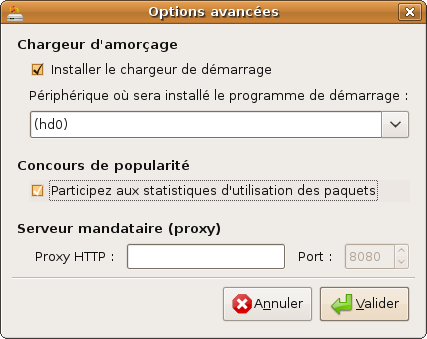 Options avancées
Chargeur d'amorçage
Installer le chargeur de démarrage
Périphérique où sera installé le programme de démarrage :
(hd0)
Concours de popularité
Participez aux statistiques d'utilisation des paquets
Serveur mandataire (proxy)
Proxy HTTP : Port : 8080
Annuler Valider